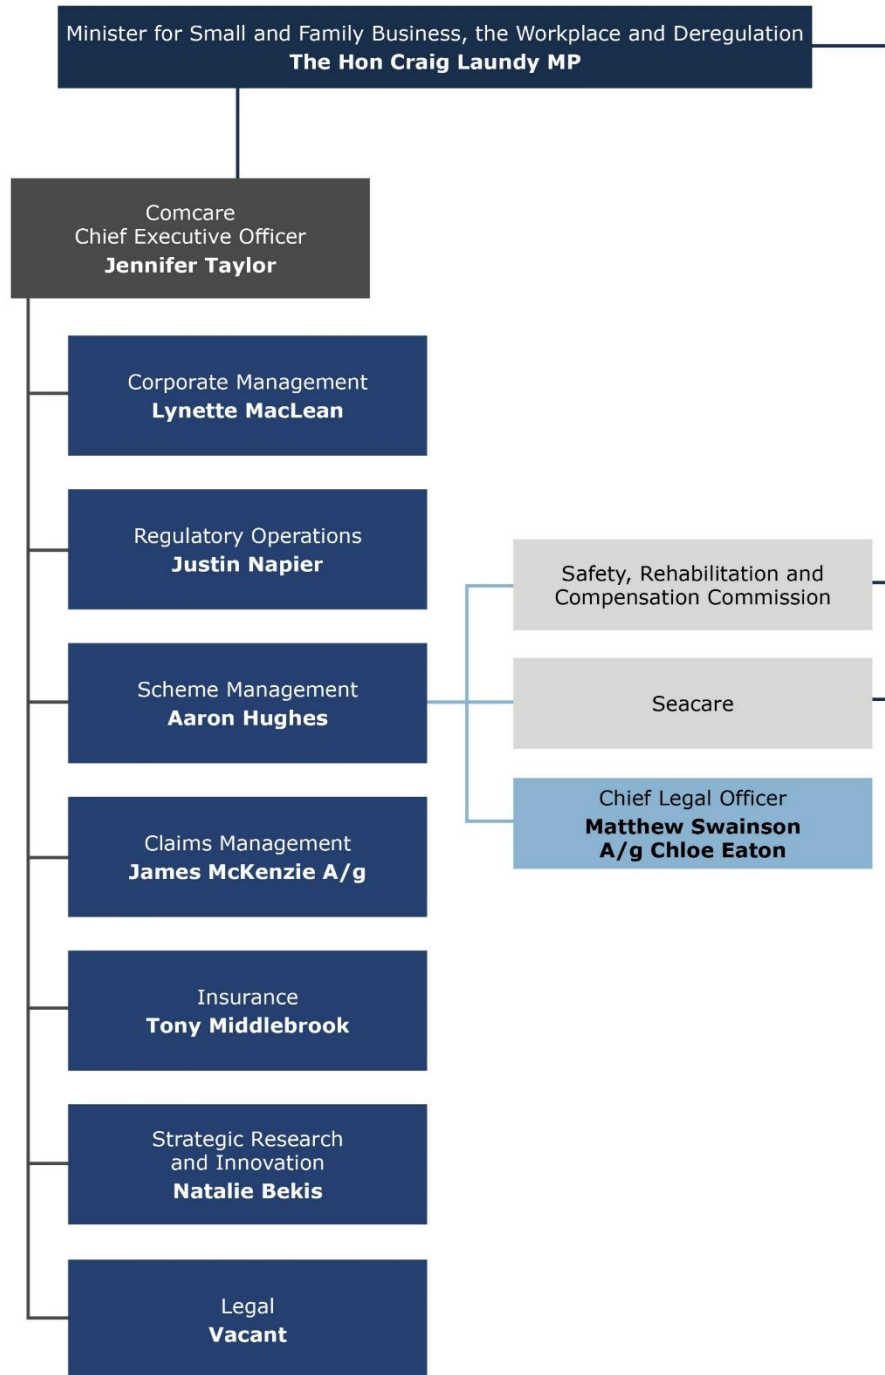 Minister for Small and Family Business, the Workplace and Deregulation
The Hon Craig Laundy MP
Comcare
Chief Executive Officer
Jennifer Taylor
Corporate Management
Lynette MacLean
Regulatory Operations
Justin Napier
Scheme Management
Aaron Hughes
Safety, Rehabilitation and
Compensation Commission
Seacare
Chief Legal Officer
Matthew Swainson
A/g Chloe Eaton
Claims Management
James McKenzie A/g
Insurance
Tony Middlebrook
Strategic Research
and Innovation
Natalie Bekis
Legal
Vacant